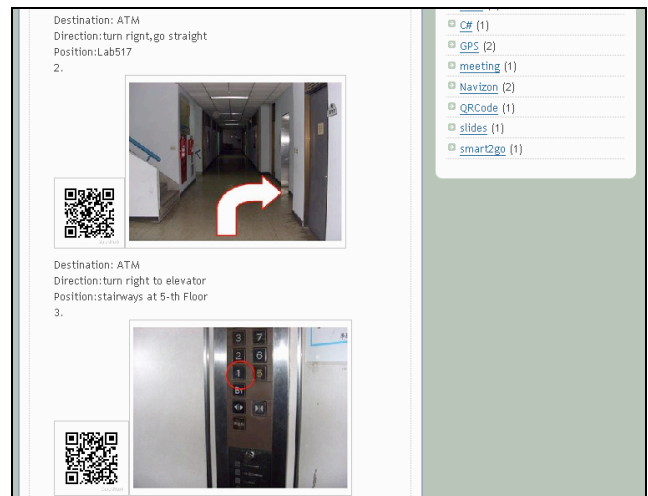 Destination: ATM
Direction:turn rignt,go straight
Position:Lab517
2.
Destination: ATM
Direction:turn right to elevator
Position:stairways at 5-th Floor
3.
3 7
2 6
1 5
B1
C# (1)
GPS (2)
meeting (1)
Navizon (2)
QRCode (1)
slides (1)
smart2go (1)